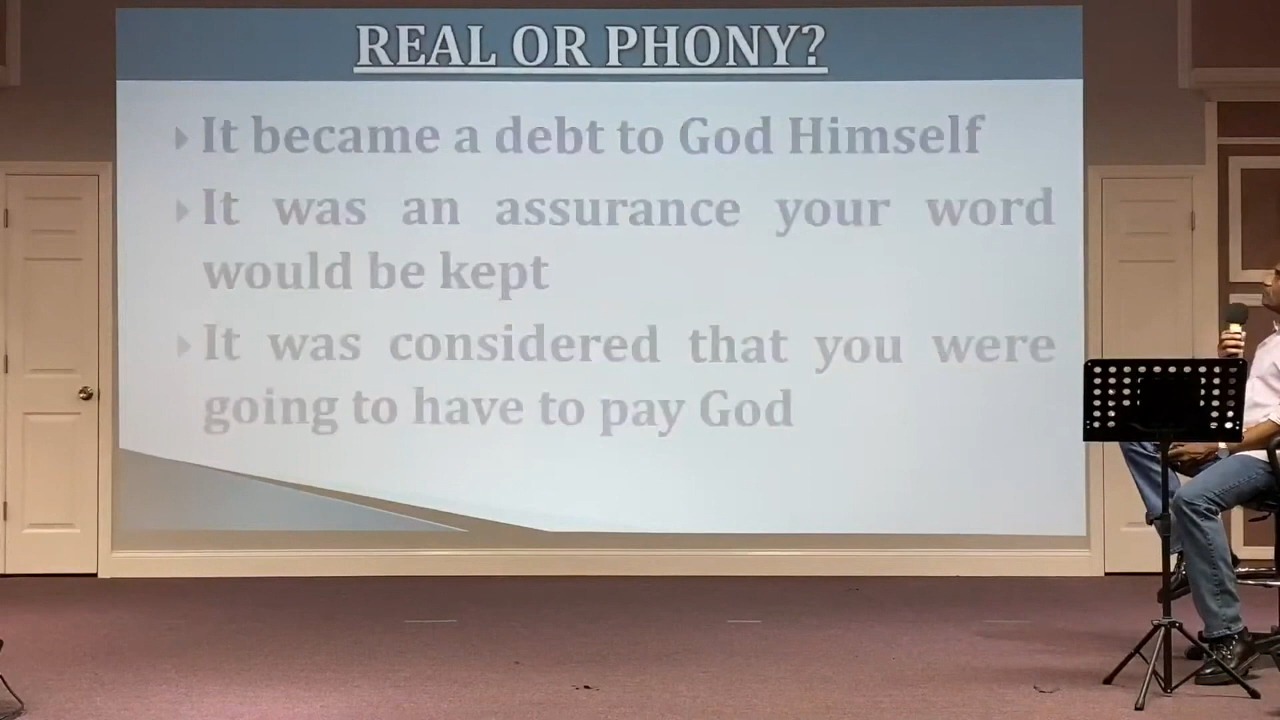 REAL OR PHONY?
It became a debt to God Himself
It was an assurance your word
would be kept
It was considered that you were
going to have to pay God